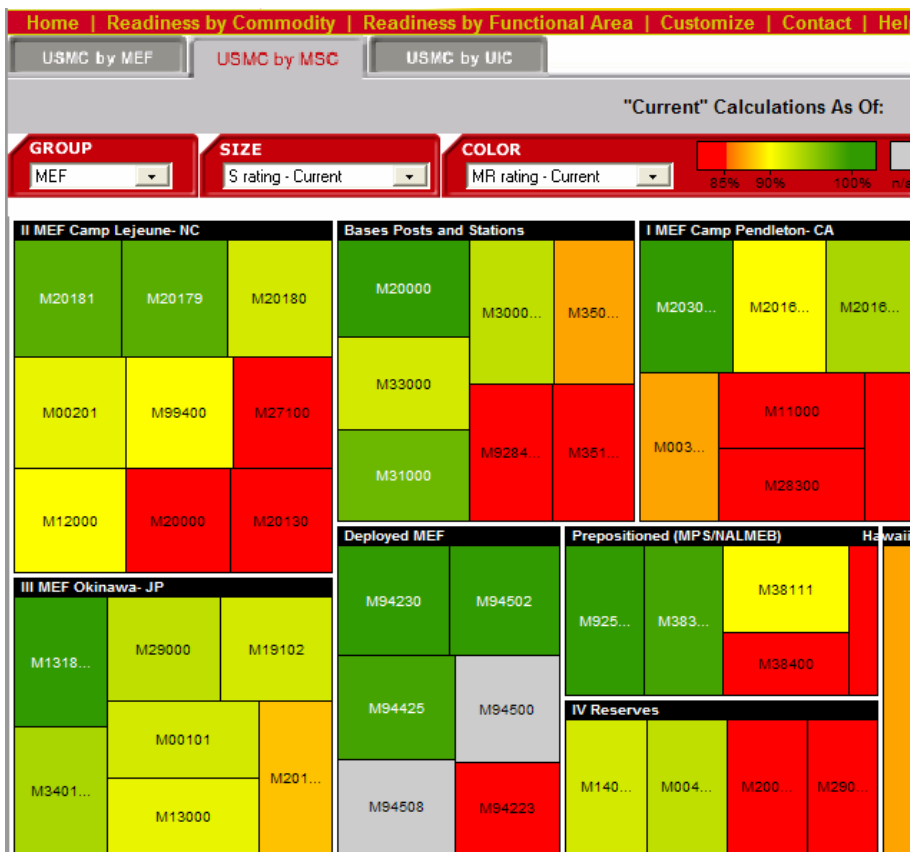 Home | Readiness by Commodity | Readiness by Functional Area | Customize | Contact | Hel
USMC by MEF
USMC by MSC
USMC by UIC
"Current" Calculations As Of:
GROUP
MEF
SIZE
S rating - Current
COLOR
MR rating - Current
85% 90% 100% n/a
II MEF Camp Lejeune- NC
M20181
M20179
M20180
M00201
M99400
M27100
M12000
M20000
M20130
Bases Posts and Stations
M20000
M3000...
M350...
M33000
M31000
M9284...
M351...
I MEF Camp Pendleton- CA
M2030...
M2016...
M2016...
M003...
M11000
M28300
III MEF Okinawa- JP
M1318...
M29000
M19102
M00101
M3401...
M13000
M201...
Deployed MEF
M94230
M94502
M94425
M94500
M94508
M94223
Prepositioned (MPS/NALMEB)
M925...
M383...
M38111
M38400
Hawaii
IV Reserves
M140...
M004...
M200...
M290...